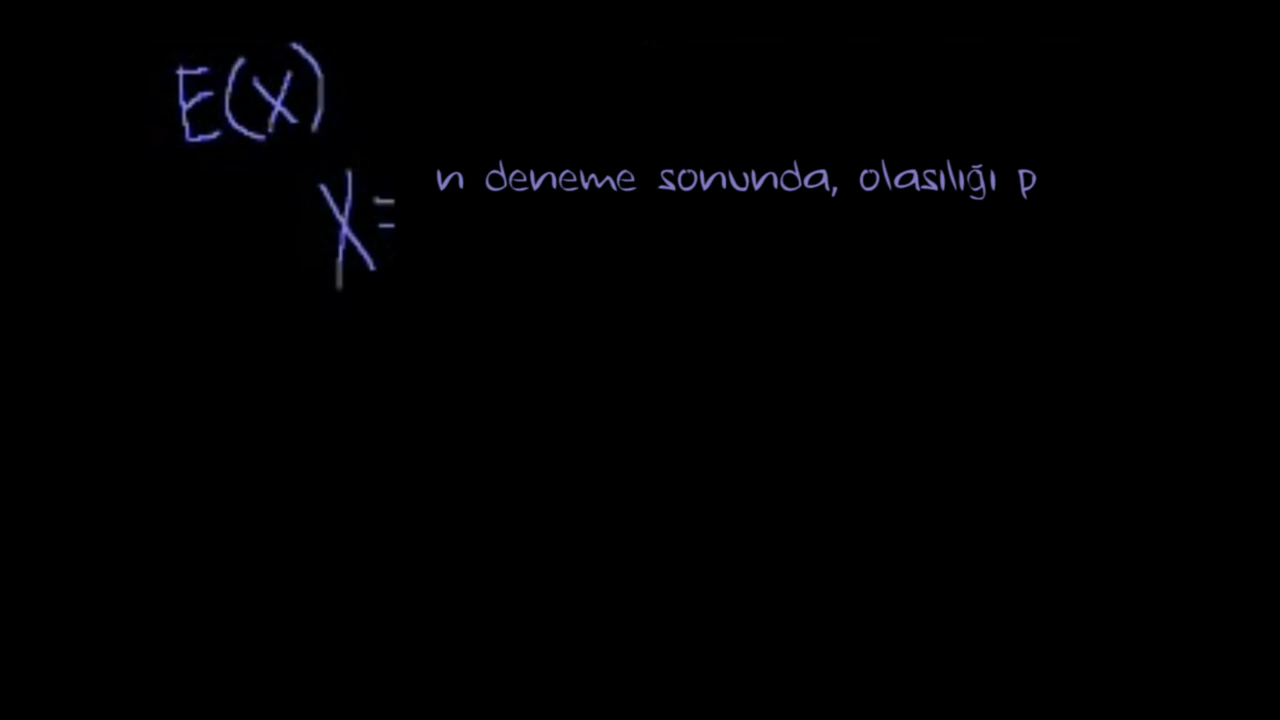 E(X)
X =
n deneme sonunda, olasılığı p